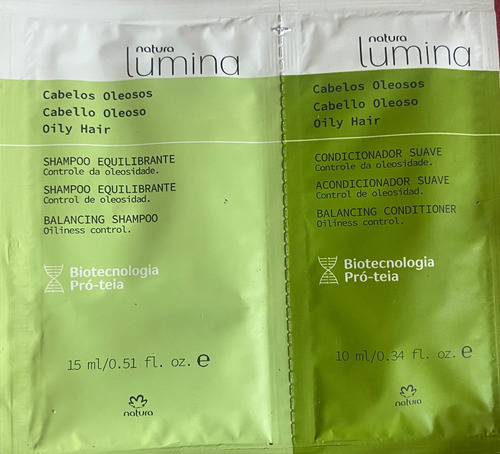 natura
lumina
Cabelos Oleosos
Cabello Oleoso
Oily Hair
SHAMPOO EQUILIBRANTE
Controle da oleosidade.
SHAMPOO EQUILIBRANTE
Control de oleosidad.
BALANCING SHAMPOO
Oiliness control.
Biotecnologia
Pró-teia
15 ml/0.51 fl. oz. e
natura
natura
lumina
Cabelos Oleosos
Cabello Oleoso
Oily Hair
CONDICIONADOR SUAVE
Controle da oleosidade.
ACONDICIONADOR SUAVE
Control de oleosidad.
BALANCING CONDITIONER
Oiliness control.
Biotecnologia
Pró-teia
10 ml/0.34 fl. oz. e
natura